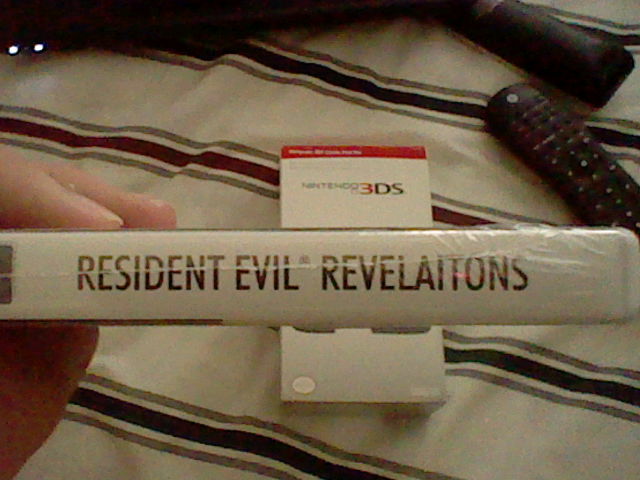 NINTENDO 3DS
RESIDENT EVIL® REVELAITONS